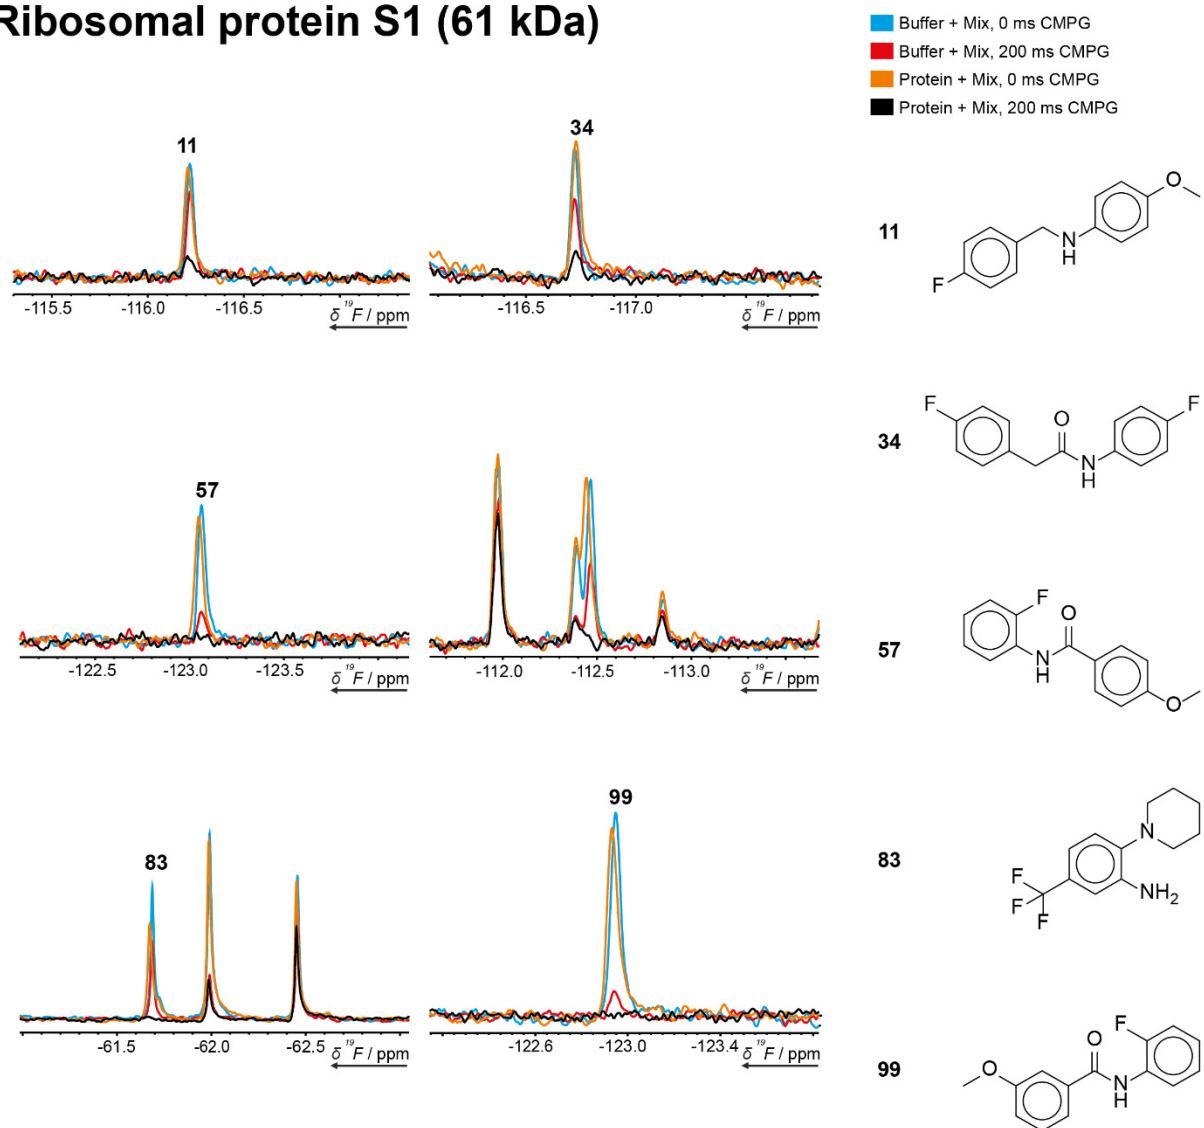 Ribosomal protein S1 (61 kDa)
Buffer + Mix, 0 ms CMPG
Buffer + Mix, 200 ms CMPG
Protein + Mix, 0 ms CMPG
Protein + Mix, 200 ms CMPG
11
-115.5 -116.0 -116.5
δ ¹⁹F / ppm
34
-116.5 -117.0
δ ¹⁹F / ppm
11
F
N
H
O
34
F
O
N
H
F
57
-122.5 -123.0 -123.5
δ ¹⁹F / ppm
-112.0 -112.5 -113.0
δ ¹⁹F / ppm
57
F
O
N
H
O
83
-61.5 -62.0 -62.5
δ ¹⁹F / ppm
99
-122.6 -123.0 -123.4
δ ¹⁹F / ppm
83
N
NH₂
F
F
F
99
O
O
N
H
F